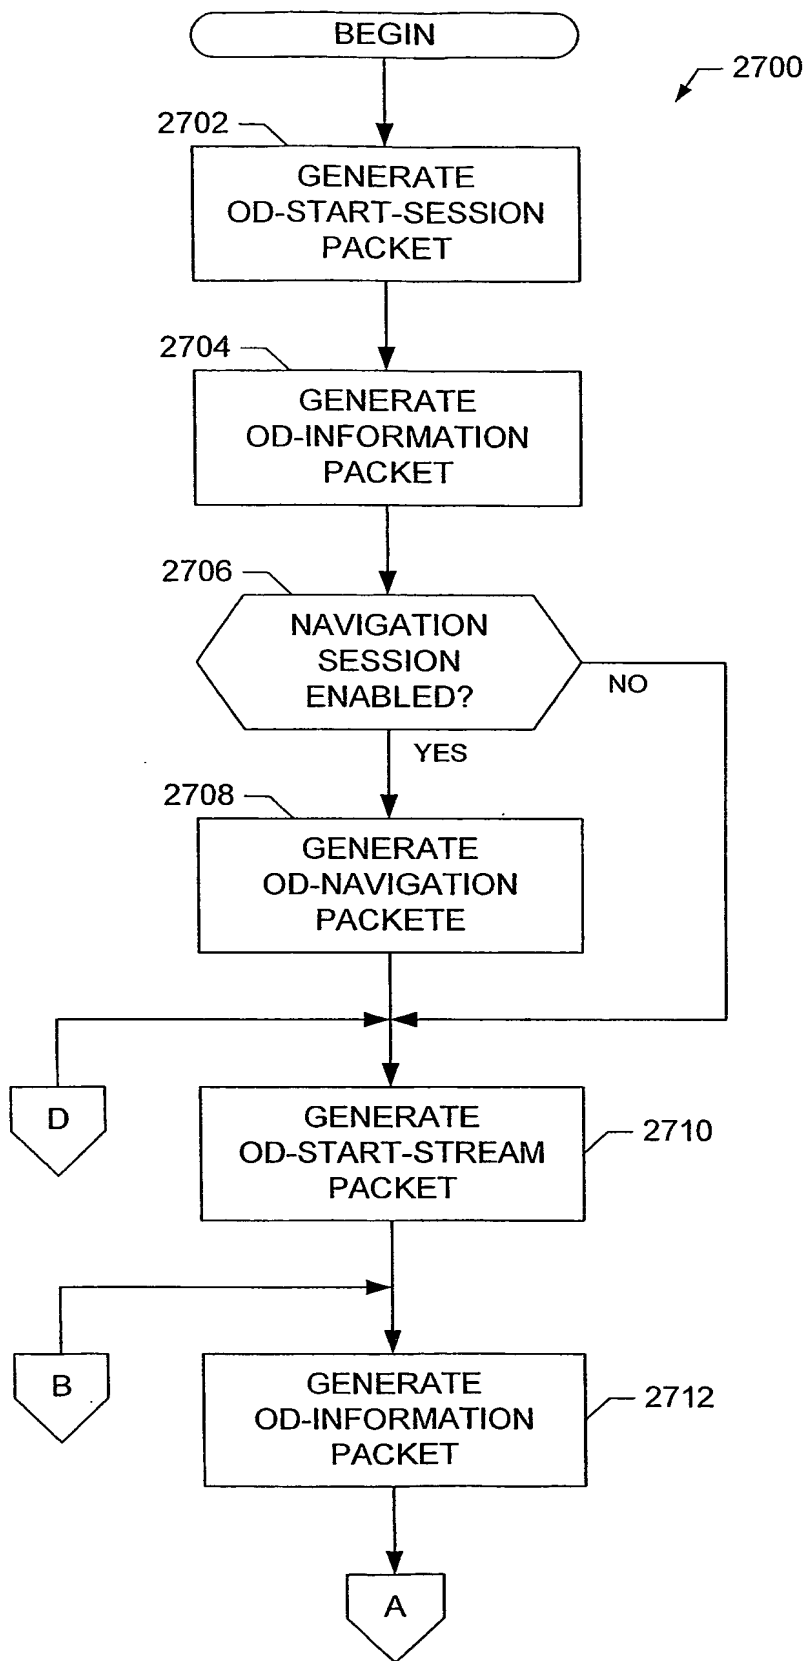 BEGIN
2700
2702
GENERATE
OD-START-SESSION
PACKET
2704
GENERATE
OD-INFORMATION
PACKET
2706
NAVIGATION
SESSION
ENABLED?
NO
YES
2708
GENERATE
OD-NAVIGATION
PACKETE
D
GENERATE
OD-START-STREAM
PACKET
2710
B
GENERATE
OD-INFORMATION
PACKET
2712
A